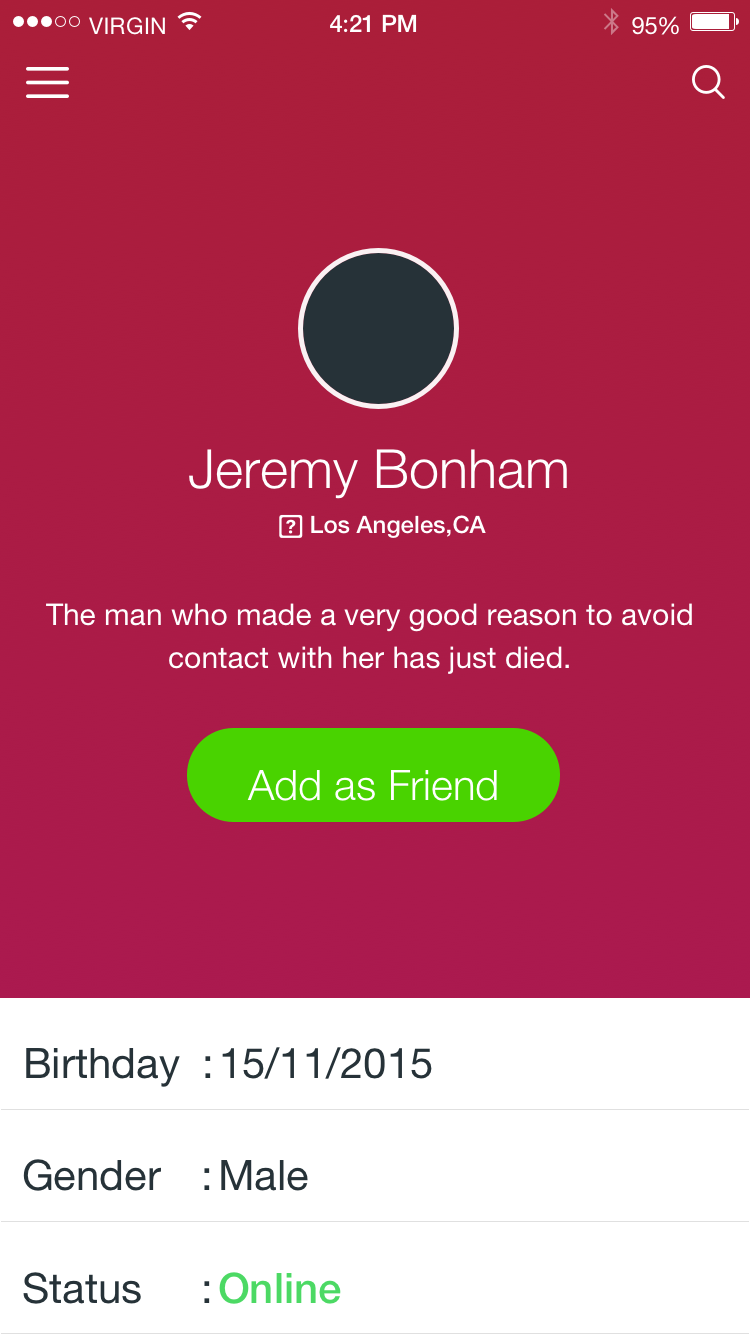 VIRGIN 4:21 PM 95%
Jeremy Bonham
Los Angeles,CA
The man who made a very good reason to avoid
contact with her has just died.
Add as Friend
Birthday :15/11/2015
Gender :Male
Status :Online